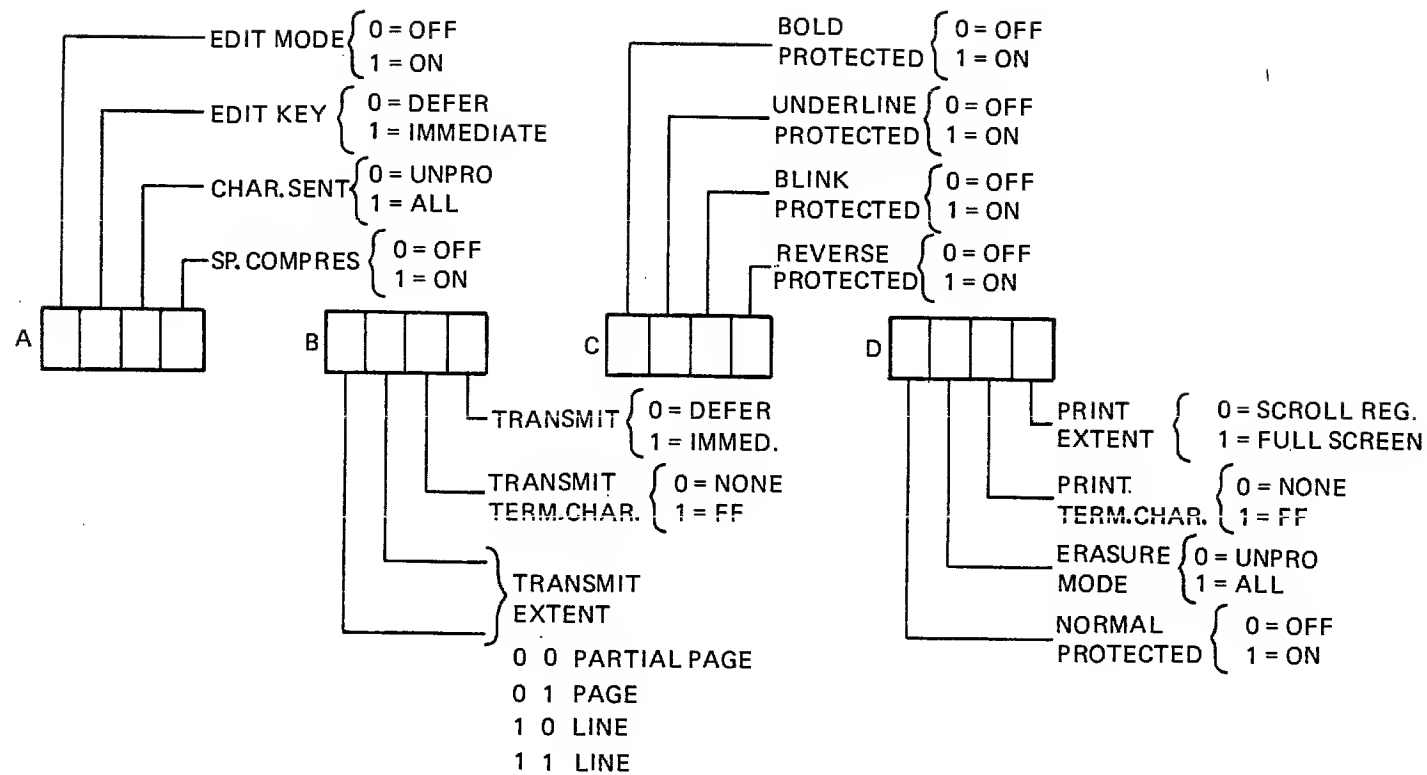 EDIT MODE 0 = OFF
1 = ON
EDIT KEY 0 = DEFER
1 = IMMEDIATE
CHAR. SENT 0 = UNPRO
1 = ALL
SP. COMPRES 0 = OFF
1 = ON
A
B
TRANSMIT 0 = DEFER
1 = IMMED.
TRANSMIT
TERM.CHAR. 0 = NONE
1 = FF
TRANSMIT
EXTENT
0 0 PARTIAL PAGE
0 1 PAGE
1 0 LINE
1 1 LINE
BOLD
PROTECTED 0 = OFF
1 = ON
UNDERLINE
PROTECTED 0 = OFF
1 = ON
BLINK
PROTECTED 0 = OFF
1 = ON
REVERSE
PROTECTED 0 = OFF
1 = ON
C
D
PRINT
EXTENT 0 = SCROLL REG.
1 = FULL SCREEN
PRINT.
TERM.CHAR. 0 = NONE
1 = FF
ERASURE
MODE 0 = UNPRO
1 = ALL
NORMAL
PROTECTED 0 = OFF
1 = ON